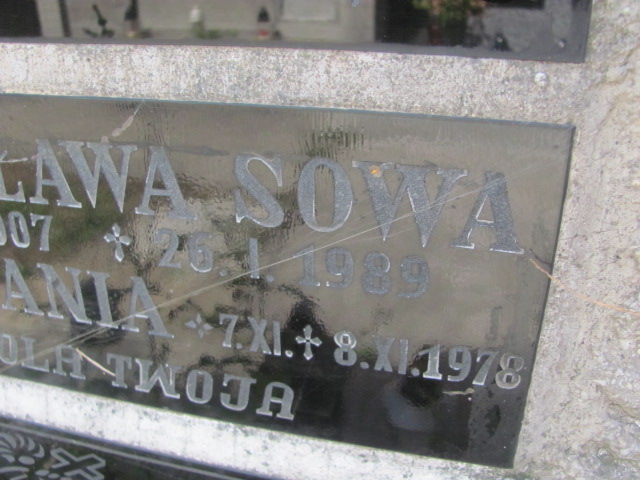 ŁAWA SOWA
907 ✢ 26.I.1989
ANIA ✧ 7.XI.✢ 8.XI.1978
OLA TWOJA